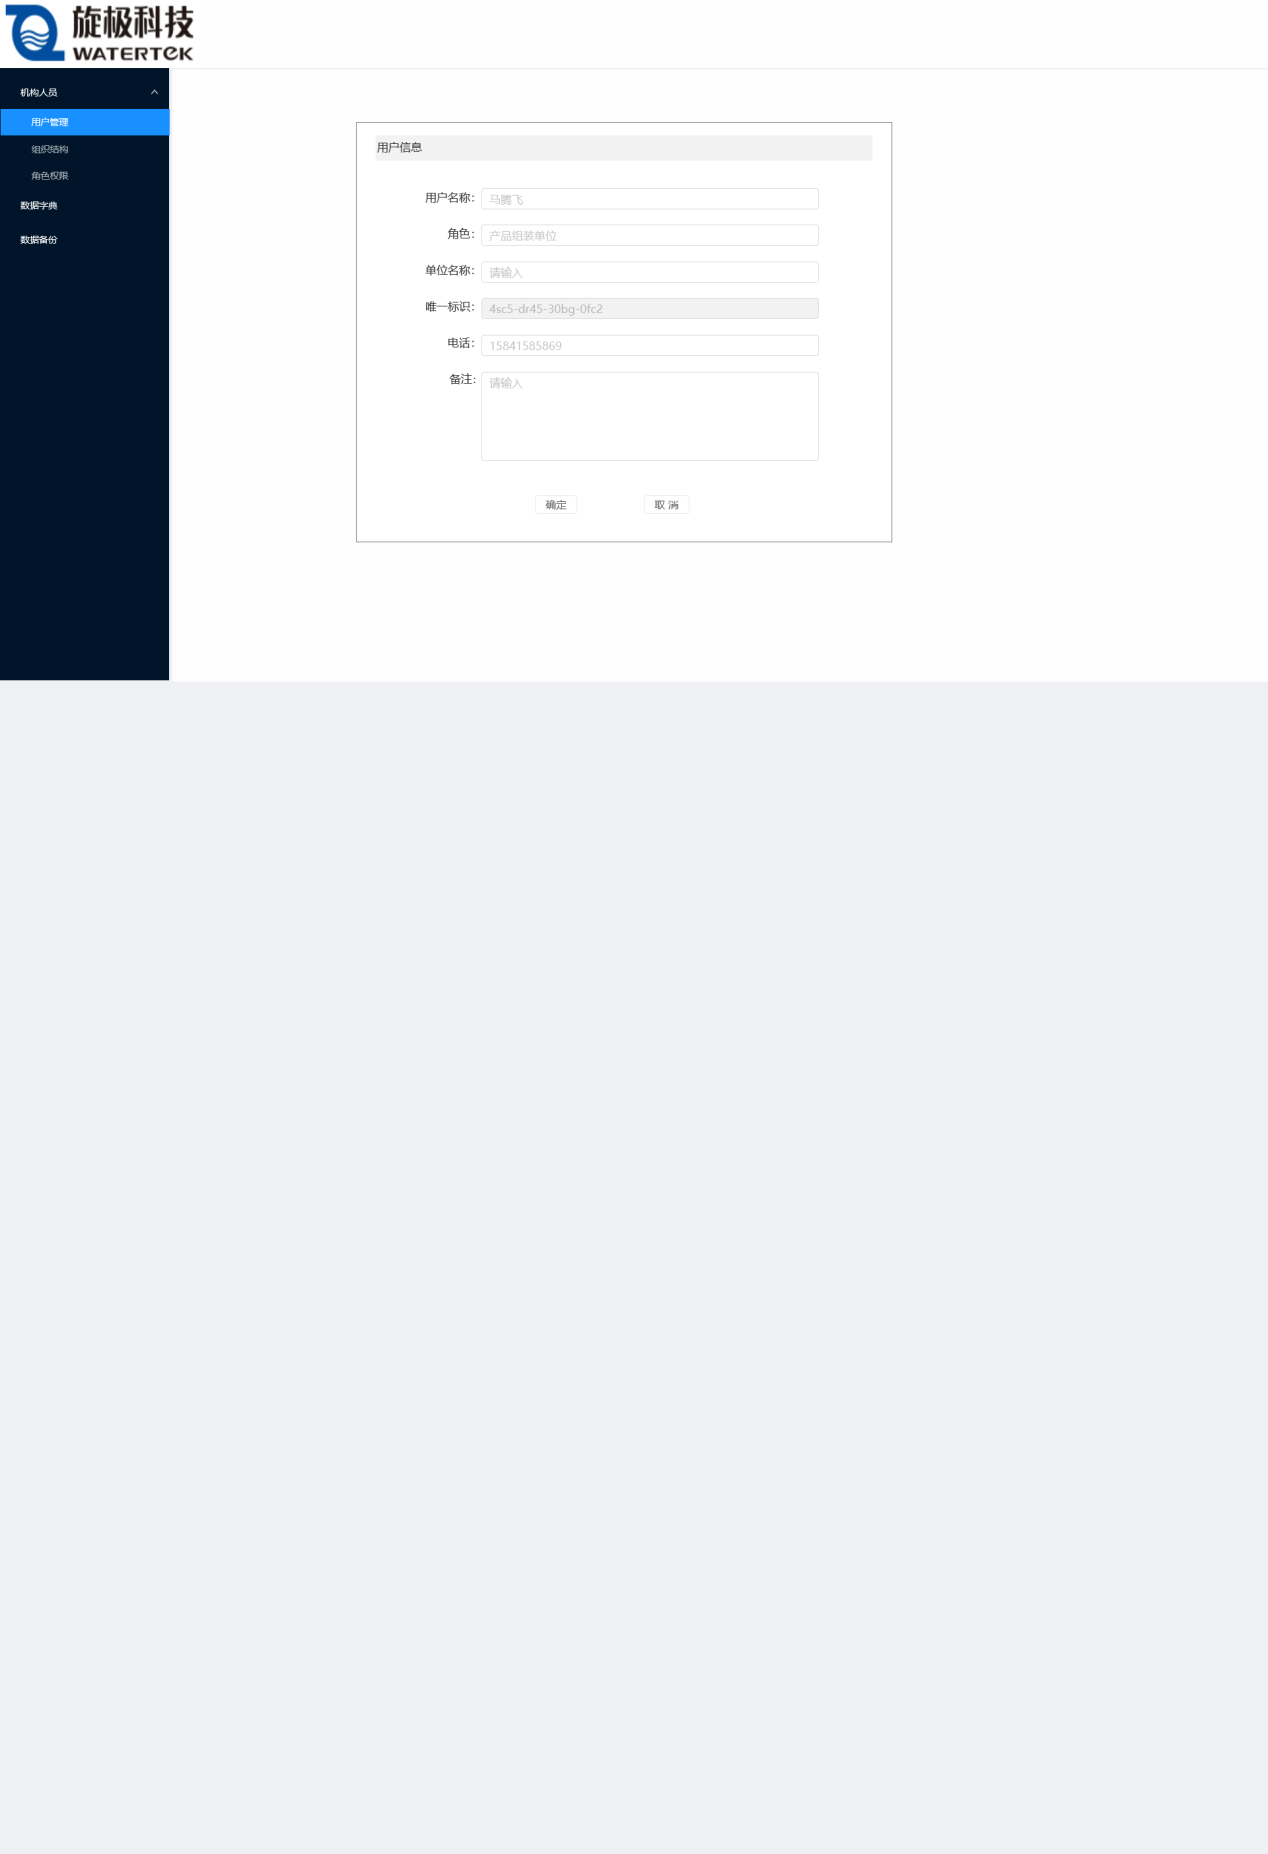 旋极科技
WATERTEK
机构人员
用户管理
组织结构
角色权限
数据字典
数据备份
用户信息
用户名称： 马腾飞
角色： 产品组装单位
单位名称： 请输入
唯一标识： 4sc5-dr45-30bg-0fc2
电话： 15841585869
备注： 请输入
确定 取 消